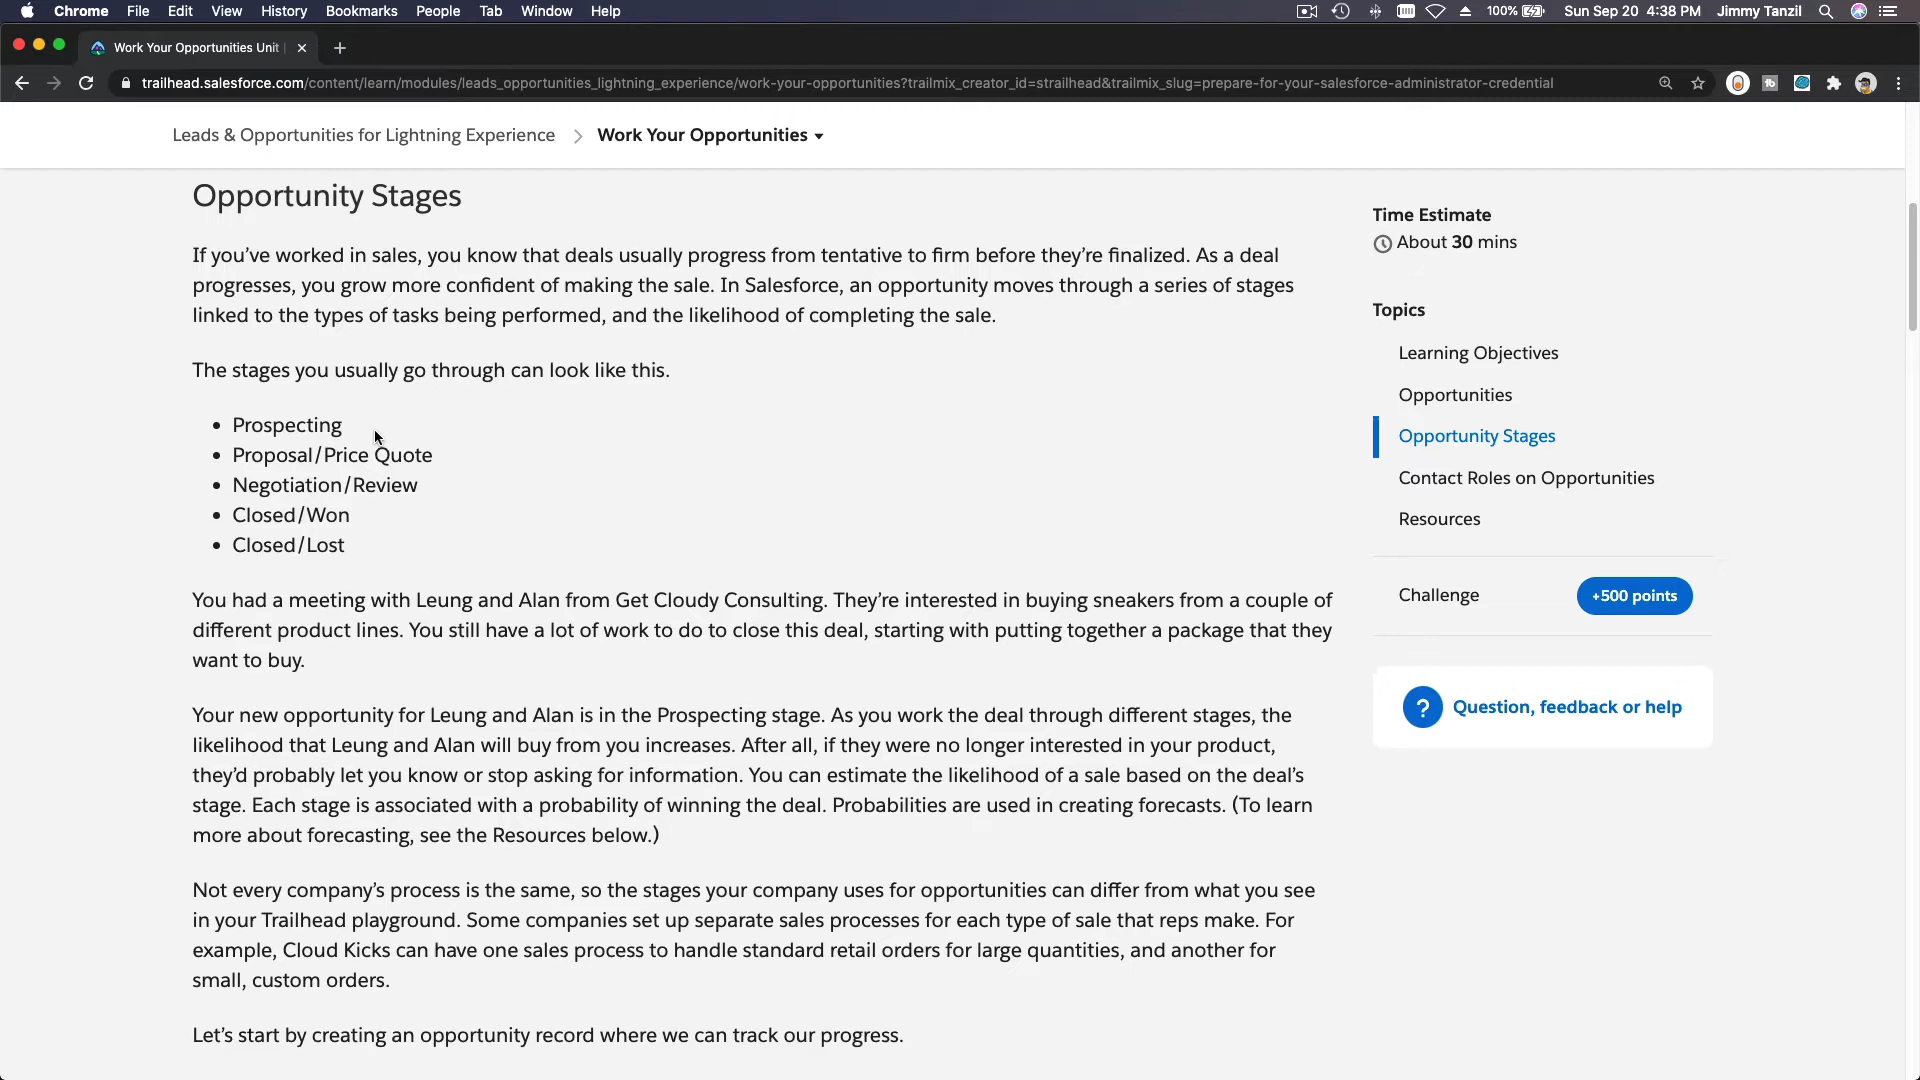 Chrome File Edit View History Bookmarks People Tab Window Help 100% Sun Sep 20 4:38 PM Jimmy Tanzil
Work Your Opportunities Unit |
trailhead.salesforce.com/content/learn/modules/leads_opportunities_lightning_experience/work-your-opportunities?trailmix_creator_id=strailhead&trailmix_slug=prepare-for-your-salesforce-administrator-credential
Leads & Opportunities for Lightning Experience > Work Your Opportunities
Opportunity Stages
If you’ve worked in sales, you know that deals usually progress from tentative to firm before they’re finalized. As a deal
progresses, you grow more confident of making the sale. In Salesforce, an opportunity moves through a series of stages
linked to the types of tasks being performed, and the likelihood of completing the sale.
The stages you usually go through can look like this.
• Prospecting
• Proposal/Price Quote
• Negotiation/Review
• Closed/Won
• Closed/Lost
You had a meeting with Leung and Alan from Get Cloudy Consulting. They’re interested in buying sneakers from a couple of
different product lines. You still have a lot of work to do to close this deal, starting with putting together a package that they
want to buy.
Your new opportunity for Leung and Alan is in the Prospecting stage. As you work the deal through different stages, the
likelihood that Leung and Alan will buy from you increases. After all, if they were no longer interested in your product,
they’d probably let you know or stop asking for information. You can estimate the likelihood of a sale based on the deal’s
stage. Each stage is associated with a probability of winning the deal. Probabilities are used in creating forecasts. (To learn
more about forecasting, see the Resources below.)
Not every company’s process is the same, so the stages your company uses for opportunities can differ from what you see
in your Trailhead playground. Some companies set up separate sales processes for each type of sale that reps make. For
example, Cloud Kicks can have one sales process to handle standard retail orders for large quantities, and another for
small, custom orders.
Let’s start by creating an opportunity record where we can track our progress.
Time Estimate
About 30 mins
Topics
Learning Objectives
Opportunities
Opportunity Stages
Contact Roles on Opportunities
Resources
Challenge +500 points
? Question, feedback or help